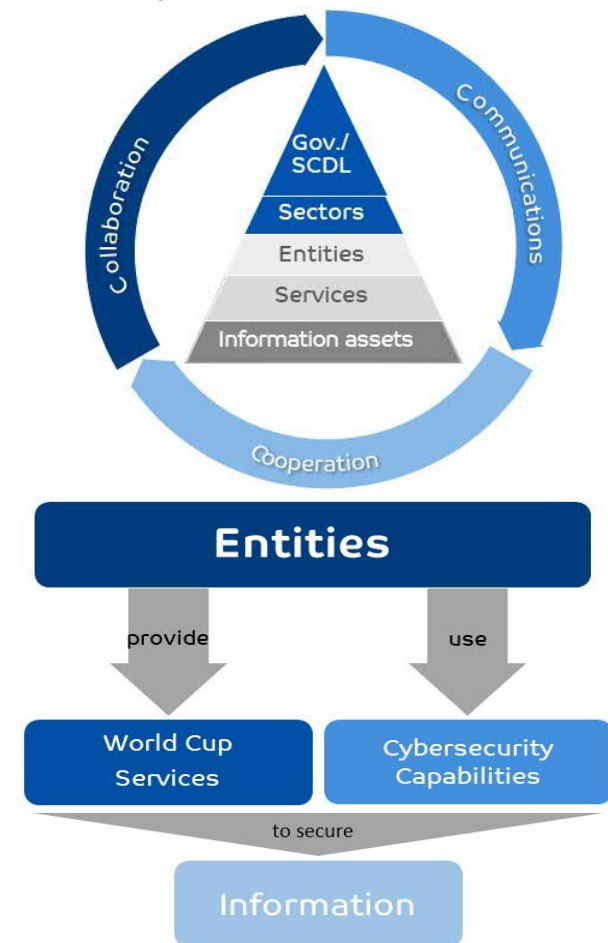 Collaboration
Communications
Gov./
SCDL
Sectors
Entities
Services
Information assets
Cooperation
Entities
provide
use
World Cup
Services
Cybersecurity
Capabilities
to secure
Information